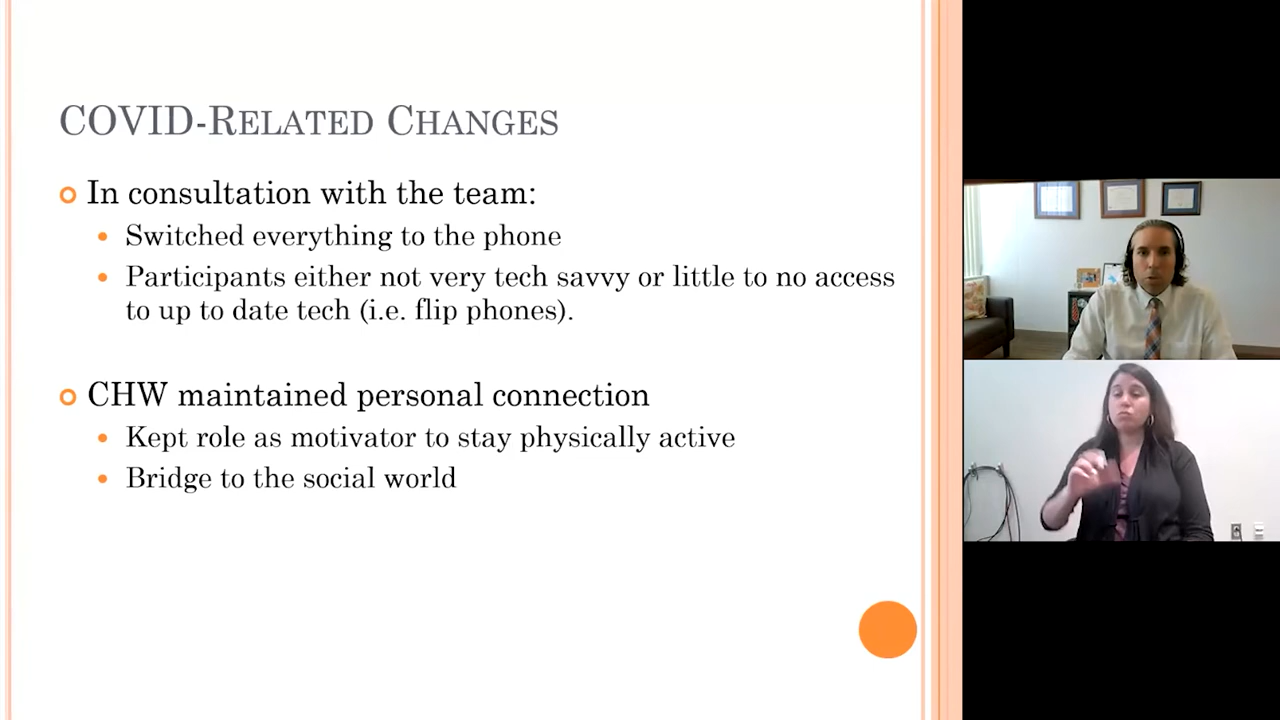 COVID-Related Changes
In consultation with the team:
Switched everything to the phone
Participants either not very tech savvy or little to no access
to up to date tech (i.e. flip phones).
CHW maintained personal connection
Kept role as motivator to stay physically active
Bridge to the social world